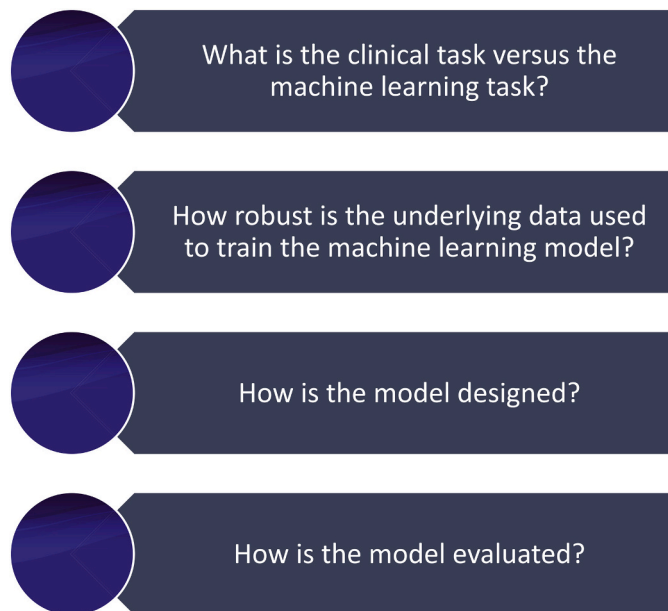 What is the clinical task versus the
machine learning task?
How robust is the underlying data used
to train the machine learning model?
How is the model designed?
How is the model evaluated?